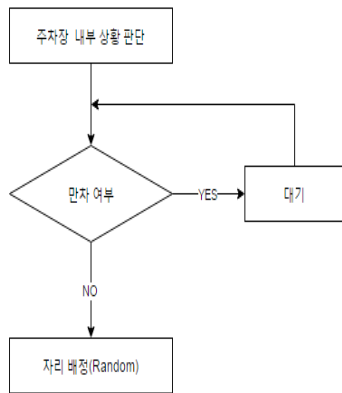 주차장 내부 상황 판단
만차 여부
YES
대기
NO
자리 배정(Random)